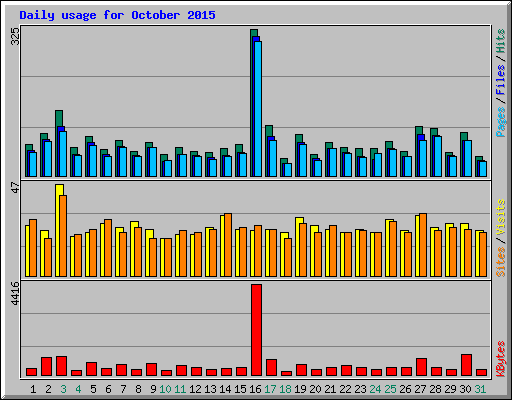 Daily usage for October 2015
325
Pages / Files / Hits
47
Sites / Visits
4416
KBytes
1 2 3 4 5 6 7 8 9 10 11 12 13 14 15 16 17 18 19 20 21 22 23 24 25 26 27 28 29 30 31